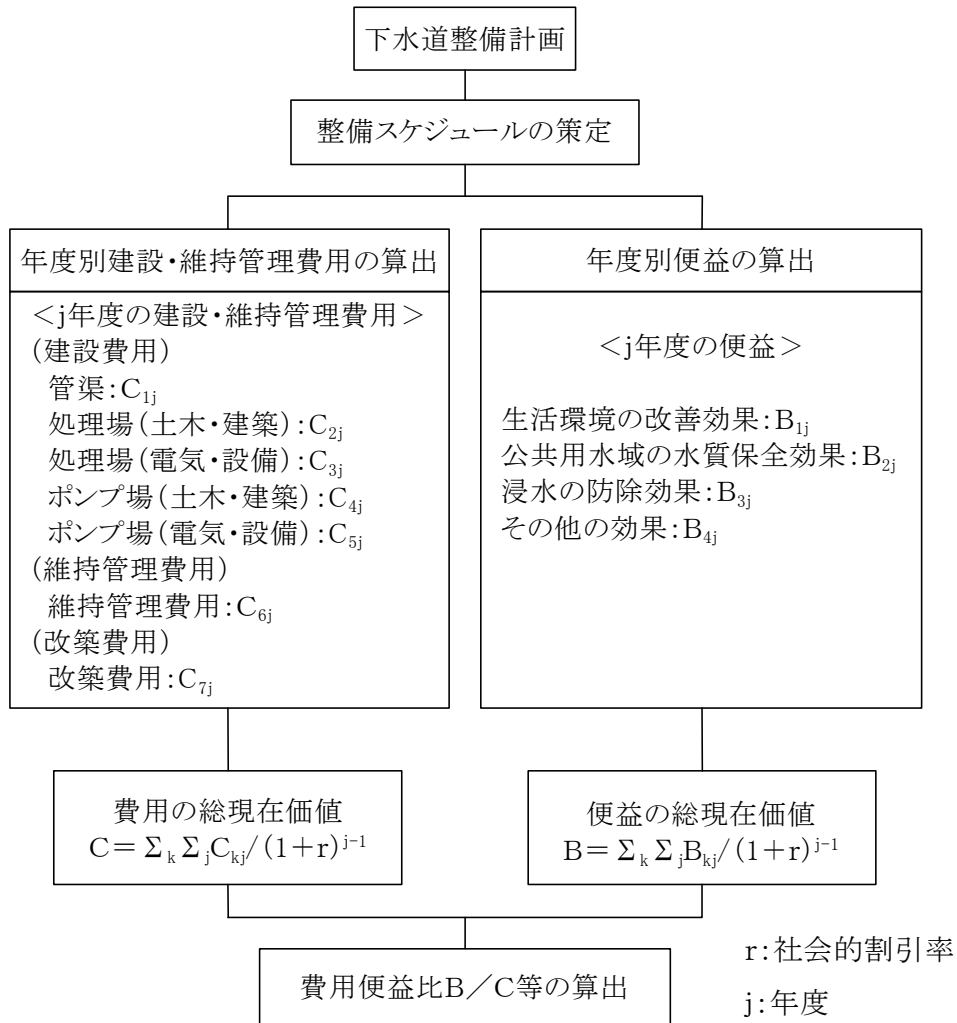 下水道整備計画
整備スケジュールの策定
年度別建設・維持管理費用の算出
<j年度の建設・維持管理費用>
(建設費用)
管渠:C1j
処理場(土木・建築):C2j
処理場(電気・設備):C3j
ポンプ場(土木・建築):C4j
ポンプ場(電気・設備):C5j
(維持管理費用)
維持管理費用:C6j
(改築費用)
改築費用:C7j
年度別便益の算出
<j年度の便益>
生活環境の改善効果:B1j
公共用水域の水質保全効果:B2j
浸水の防除効果:B3j
その他の効果:B4j
費用の総現在価値
C=ΣkΣjCkj/(1+r)j-1
便益の総現在価値
B=ΣkΣjBkj/(1+r)j-1
費用便益比B/C等の算出
r:社会的割引率
j:年度